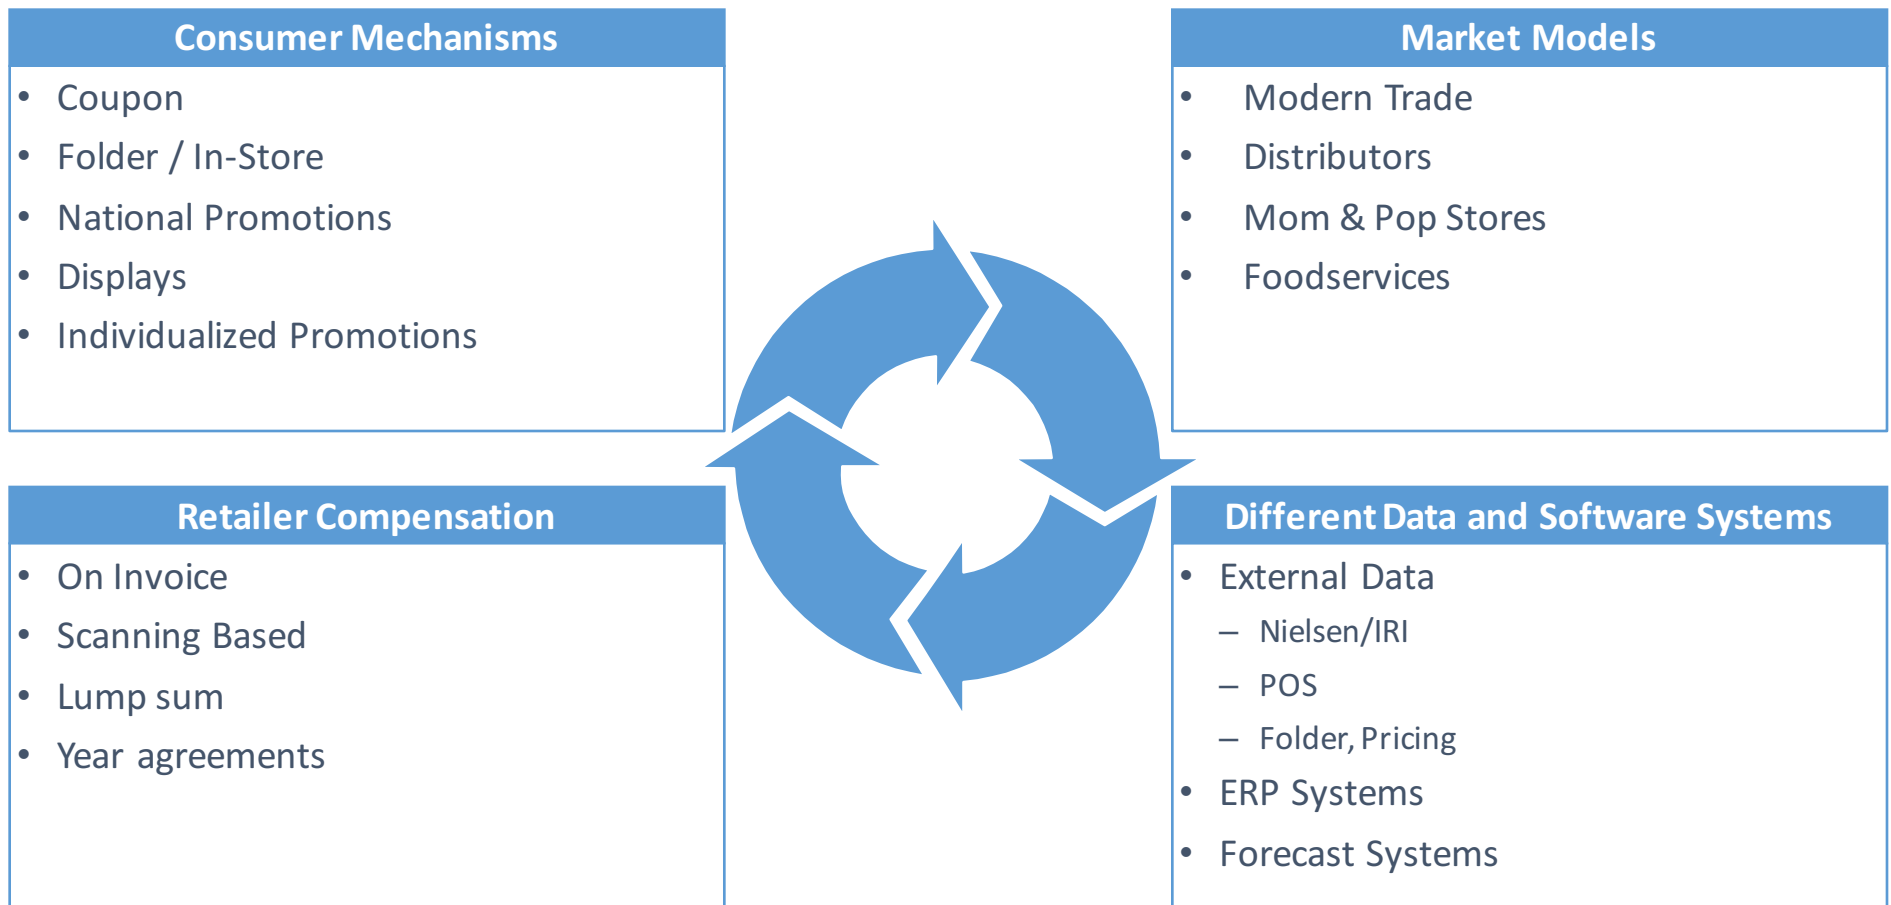 Consumer Mechanisms
• Coupon
• Folder / In-Store
• National Promotions
• Displays
• Individualized Promotions
Market Models
• Modern Trade
• Distributors
• Mom & Pop Stores
• Foodservices
Retailer Compensation
• On Invoice
• Scanning Based
• Lump sum
• Year agreements
Different Data and Software Systems
• External Data
– Nielsen/IRI
– POS
– Folder, Pricing
• ERP Systems
• Forecast Systems